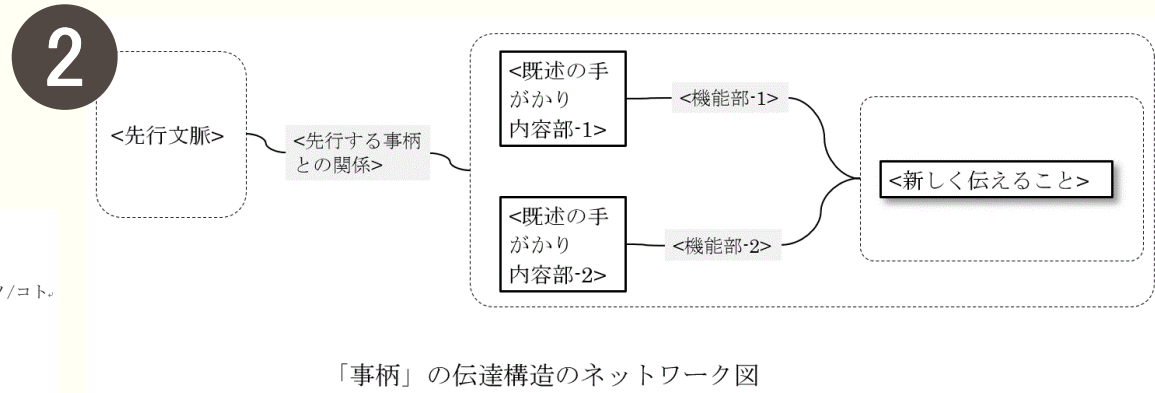 2
<先行文脈>
<先行する事柄
との関係>
<既述の手
がかり
内容部-1>
<機能部-1>
<既述の手
がかり
内容部-2>
<機能部-2>
<新しく伝えること>
/コト
「事柄」の伝達構造のネットワーク図